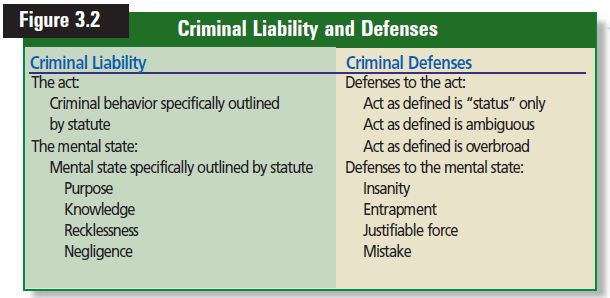 Figure 3.2
Criminal Liability and Defenses
Criminal Liability
The act:
Criminal behavior specifically outlined
by statute
The mental state:
Mental state specifically outlined by statute
Purpose
Knowledge
Recklessness
Negligence
Criminal Defenses
Defenses to the act:
Act as defined is “status” only
Act as defined is ambiguous
Act as defined is overbroad
Defenses to the mental state:
Insanity
Entrapment
Justifiable force
Mistake